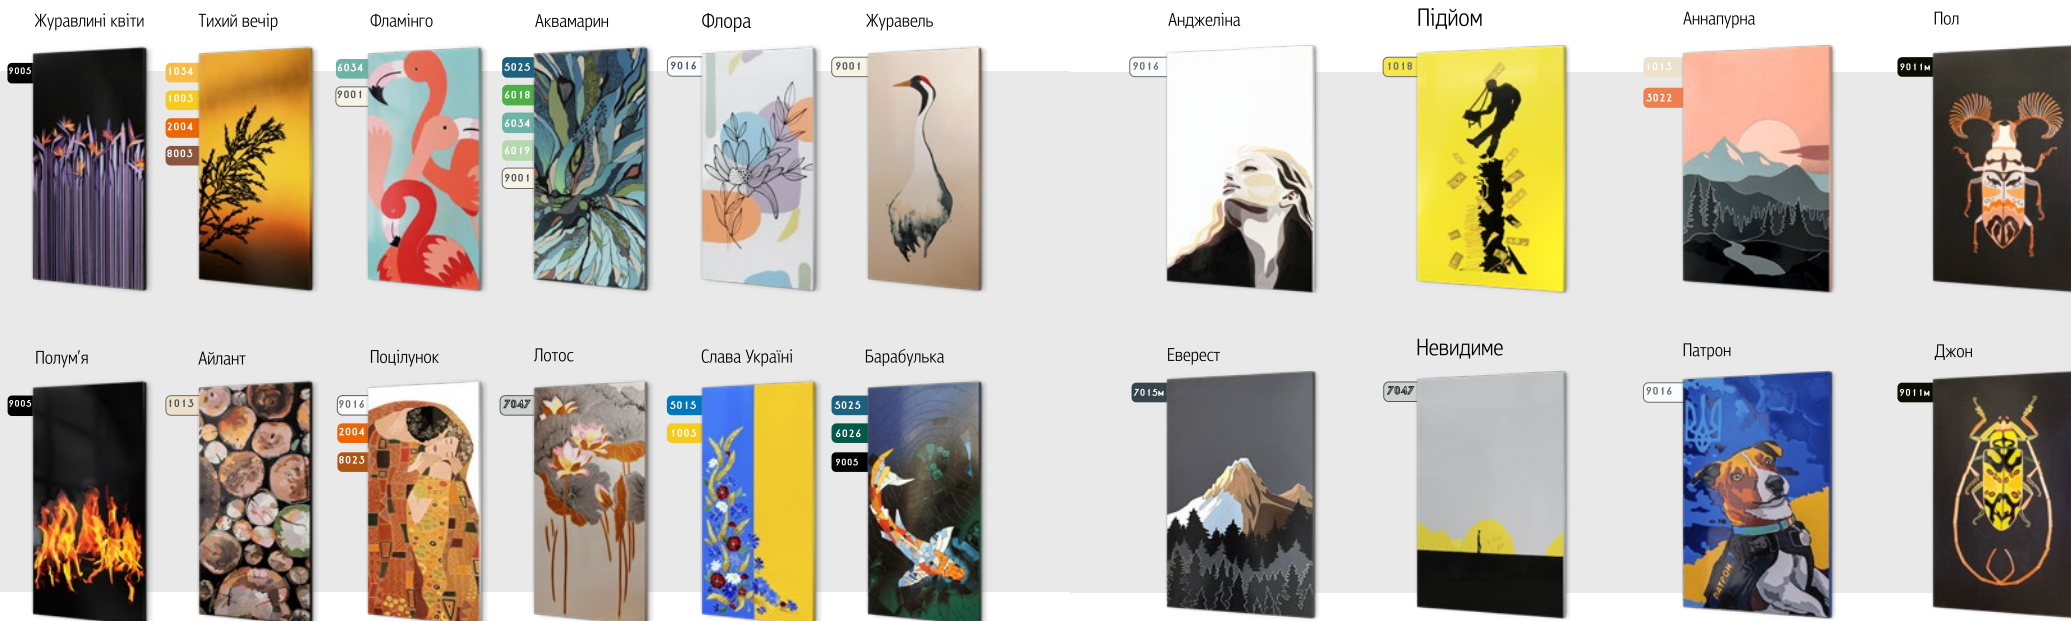 Журавлині квіти
9005
Тихий вечір
1034
1003
2004
8003
Фламінго
6034
9001
Аквамарин
5025
6018
6034
6019
9001
Флора
9016
Журавель
9001
Анджеліна
9016
Підйом
1018
Аннапурна
1013
3022
Пол
9011м
Полум'я
9005
Айлант
1013
Поцілунок
9016
2004
8023
Лотос
7047
Слава Україні
5015
1003
Барабулька
5025
6026
9005
Еверест
7015м
Невидиме
7047
Патрон
9016
ПАТРОН
Джон
9011м